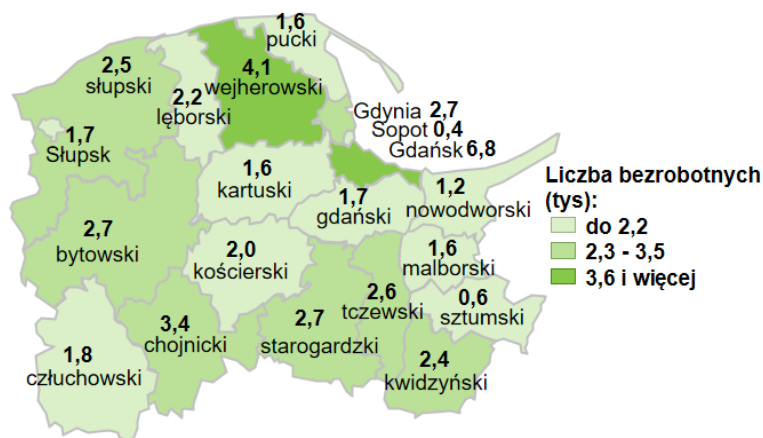 1,6
pucki
2,5
słupski
4,1
wejherowski
2,2
lęborski
Gdynia 2,7
Sopot 0,4
Gdańsk 6,8
1,7
Słupsk
1,6
kartuski
1,7
gdański
1,2
nowodworski
2,7
bytowski
2,0
kościerski
1,6
malborski
2,6
tczewski
0,6
sztumski
3,4
chojnicki
2,7
starogardzki
1,8
człuchowski
2,4
kwidzyński
Liczba bezrobotnych
(tys):
do 2,2
2,3 - 3,5
3,6 i więcej